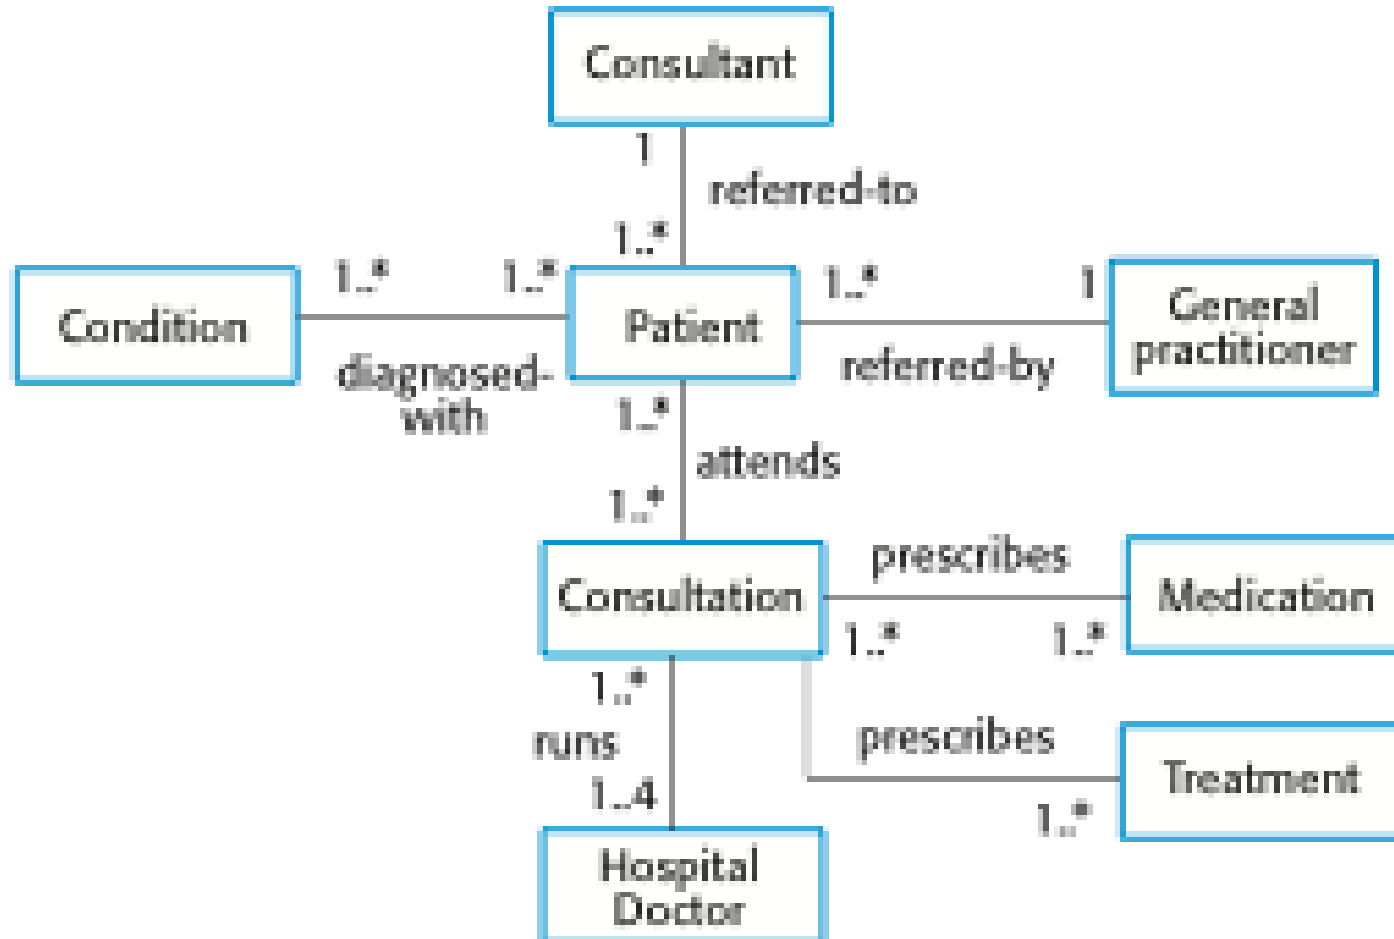 Consultant
1
referred-to
1..*
1..*
1..*
1..*
1
Condition
Patient
General
practitioner
diagnosed-
with
referred-by
1..*
attends
1..*
prescribes
Consultation
Medication
1..*
1..*
1..*
runs
prescribes
1..4
Treatment
1..*
Hospital
Doctor